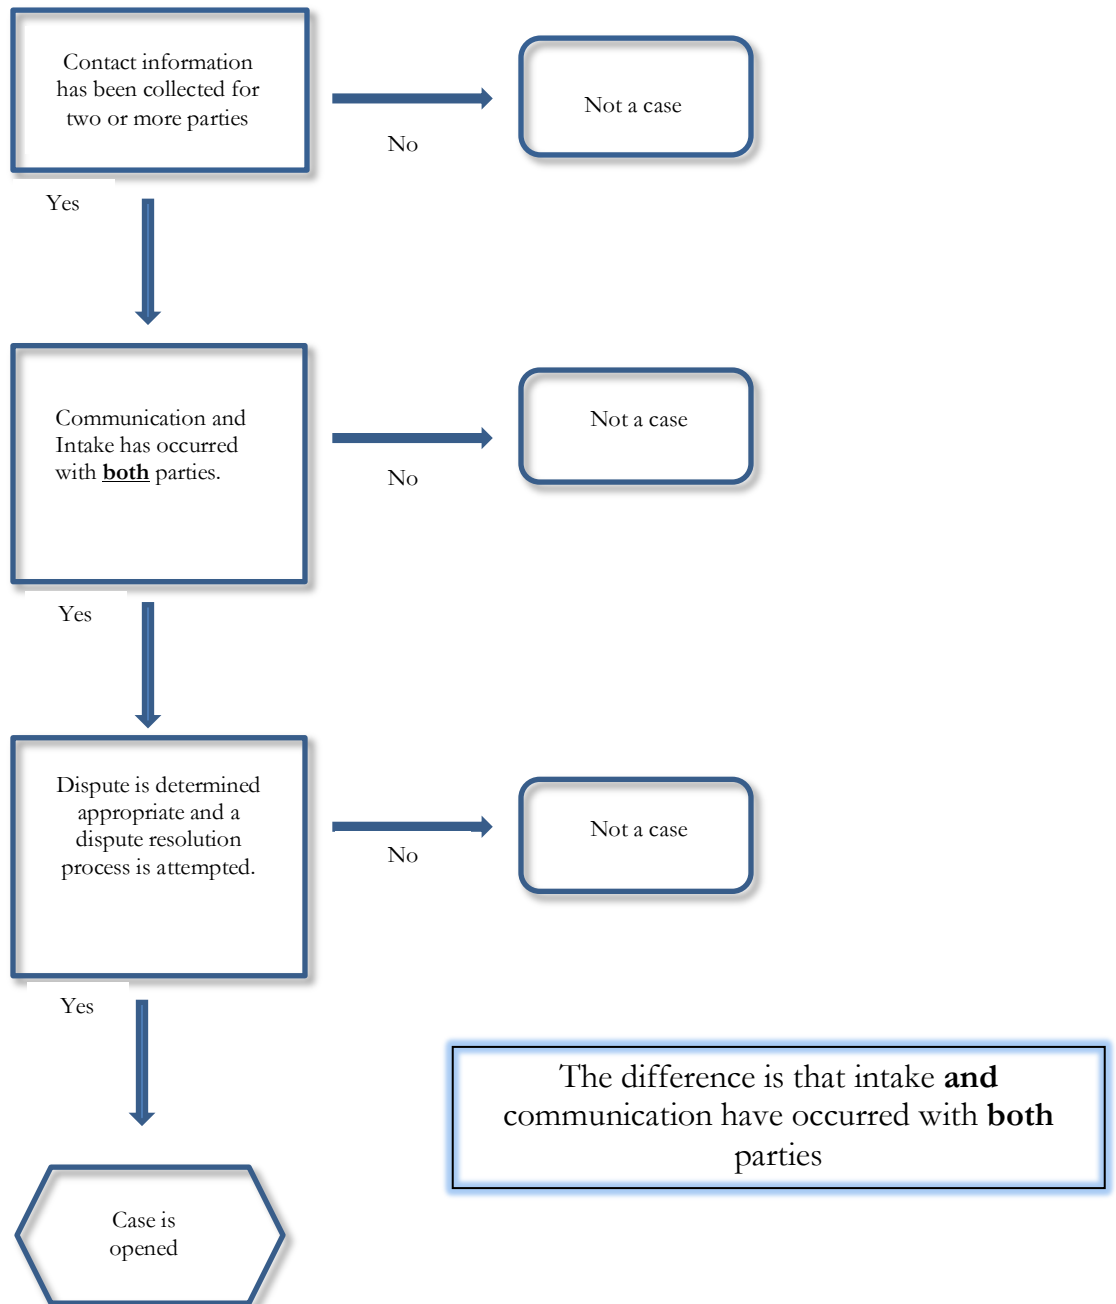 Contact information
has been collected for
two or more parties
Not a case
No
Yes
Communication and
Intake has occurred
with both parties.
Not a case
No
Yes
Dispute is determined
appropriate and a
dispute resolution
process is attempted.
Not a case
No
Yes
The difference is that intake and
communication have occurred with both
parties
Case is
opened